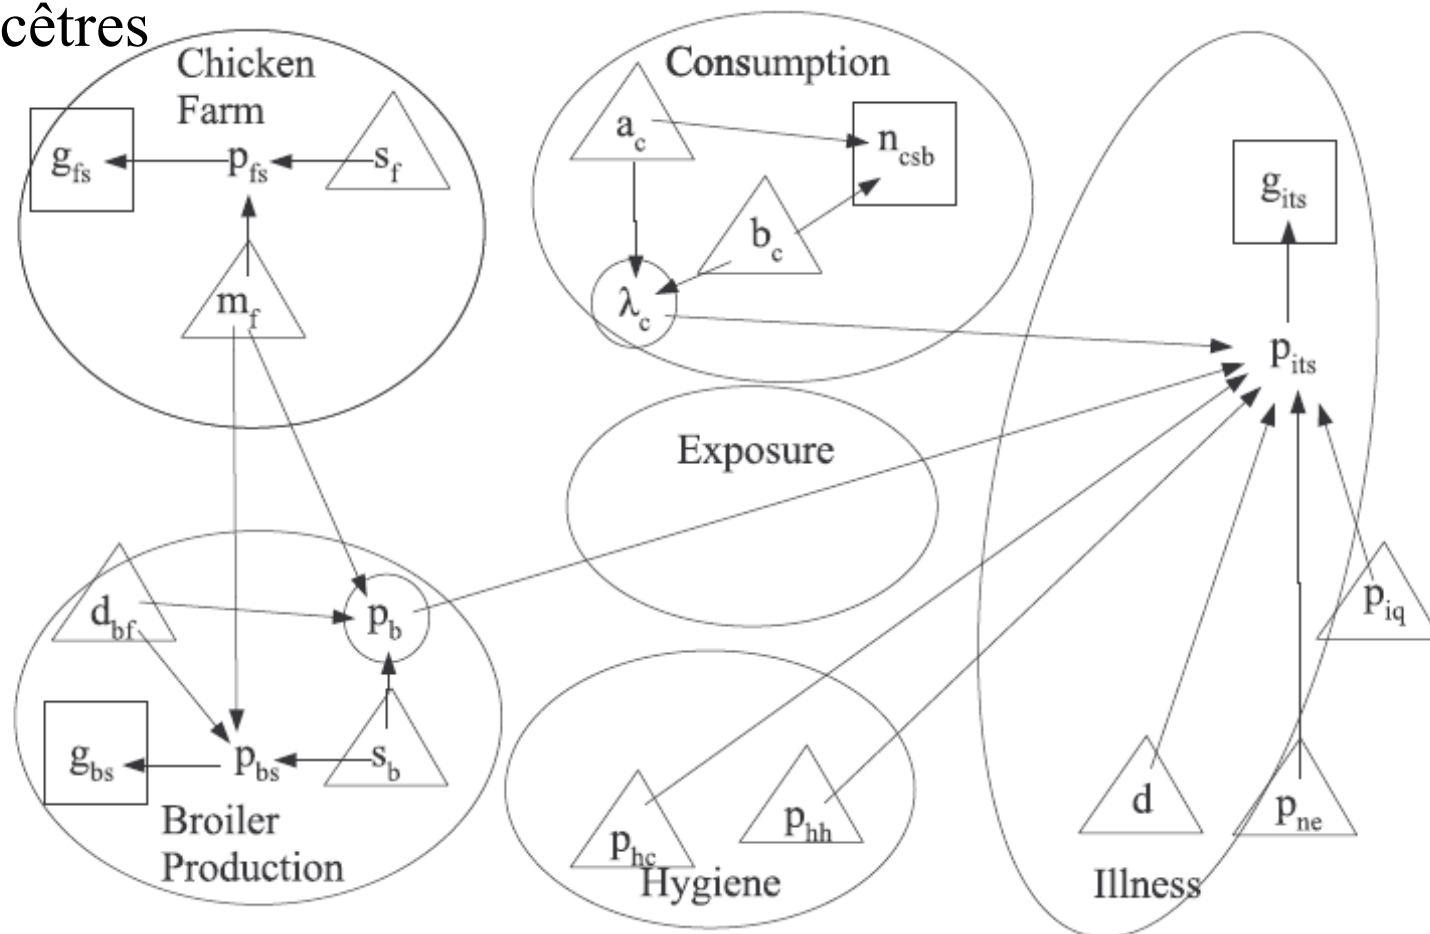 cêtres
Chicken
Farm
g_fs
p_fs
s_f
m_f
Consumption
a_c
n_csb
b_c
λ_c
g_its
p_its
Exposure
d_bf
p_b
g_bs
p_bs
s_b
Broiler
Production
p_hc
p_hh
Hygiene
p_iq
d
p_ne
Illness